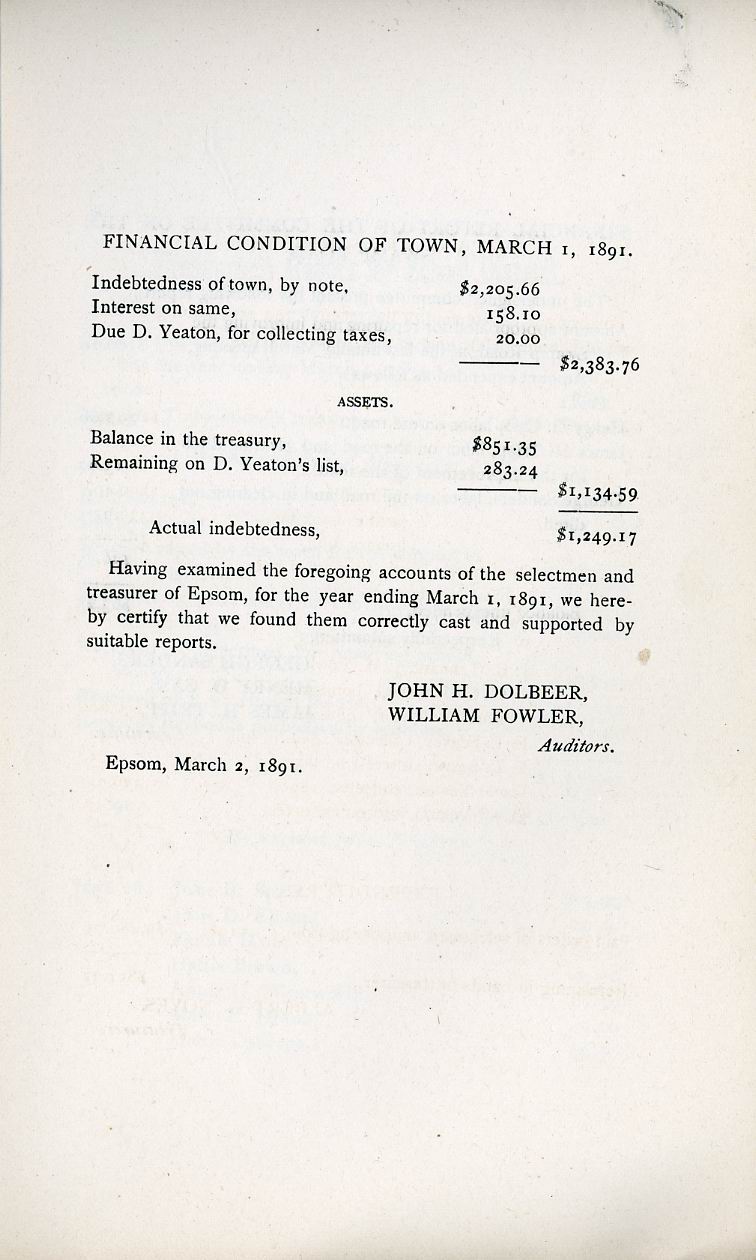 FINANCIAL CONDITION OF TOWN, MARCH 1, 1891.
Indebtedness of town, by note, $2,205.66
Interest on same, 158.10
Due D. Yeaton, for collecting taxes, 20.00
$2,383.76
ASSETS.
Balance in the treasury, $851.35
Remaining on D. Yeaton's list, 283.24
$1,134.59
Actual indebtedness, $1,249.17
Having examined the foregoing accounts of the selectmen and
treasurer of Epsom, for the year ending March 1, 1891, we here-
by certify that we found them correctly cast and supported by
suitable reports.
JOHN H. DOLBEER,
WILLIAM FOWLER,
Auditors.
Epsom, March 2, 1891.